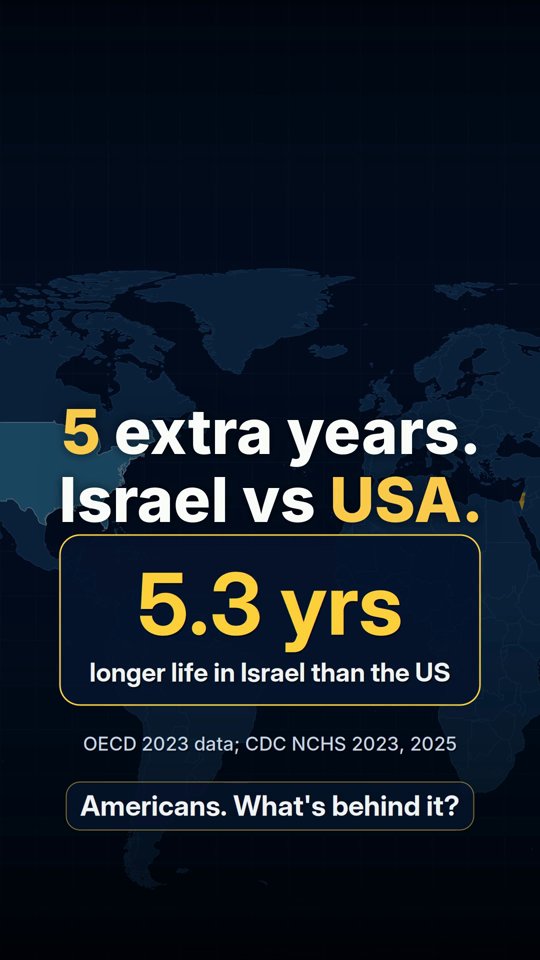 5 extra years.
Israel vs USA.
5.3 yrs
longer life in Israel than the US
OECD 2023 data; CDC NCHS 2023, 2025
Americans. What's behind it?